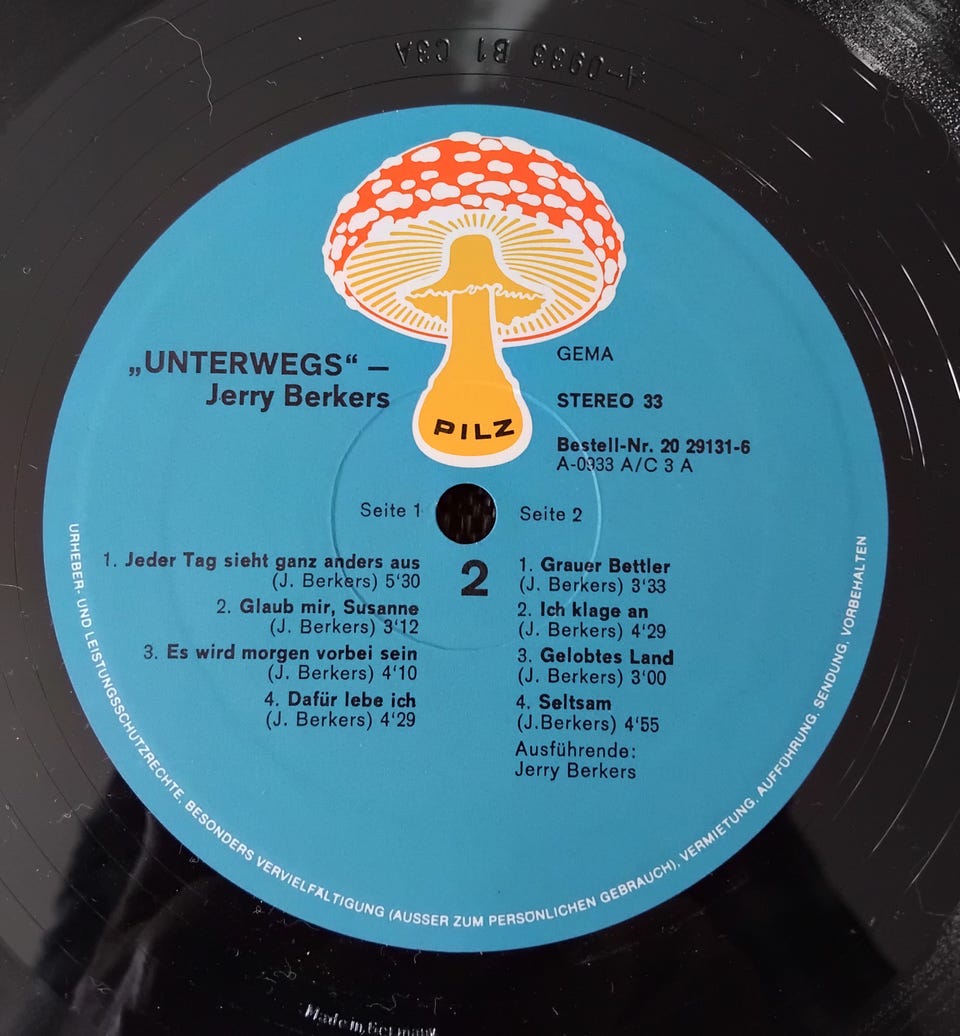 A-0933 B1 C3A
„UNTERWEGS“ –
Jerry Berkers
PILZ
GEMA
STEREO 33
Bestell-Nr. 20 29131-6
A-0933 A/C 3 A
Seite 1
1. Jeder Tag sieht ganz anders aus
(J. Berkers) 5'30
2. Glaub mir, Susanne
(J. Berkers) 3'12
3. Es wird morgen vorbei sein
(J. Berkers) 4'10
4. Dafür lebe ich
(J. Berkers) 4'29
2
Seite 2
1. Grauer Bettler
(J. Berkers) 3'33
2. Ich klage an
(J. Berkers) 4'29
3. Gelobtes Land
(J. Berkers) 3'00
4. Seltsam
(J.Berkers) 4'55
Ausführende:
Jerry Berkers
URHEBER- UND LEISTUNGSSCHUTZRECHTE, BESONDERS VERVIELFÄLTIGUNG (AUSSER ZUM PERSÖNLICHEN GEBRAUCH), VERMIETUNG, AUFFÜHRUNG, SENDUNG, VORBEHALTEN
Made in Germany